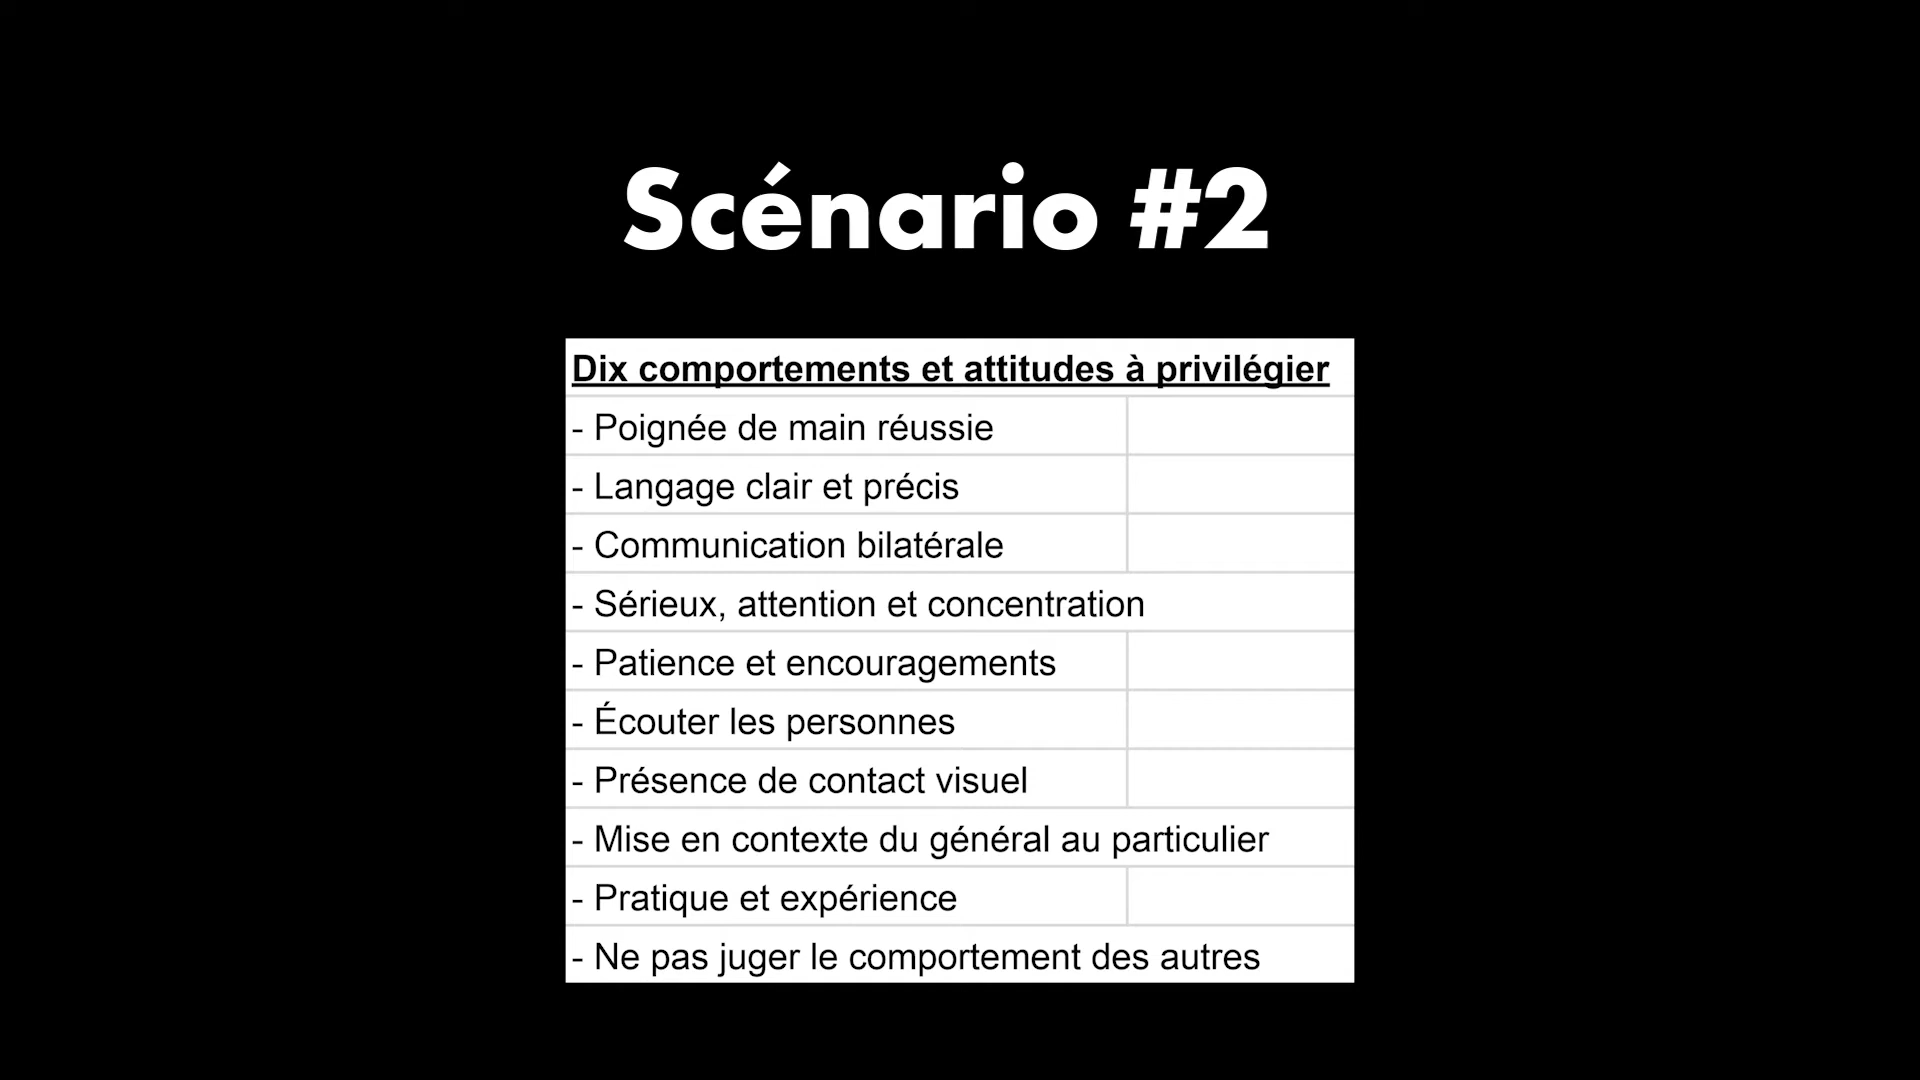 Scénario #2
Dix comportements et attitudes à privilégier
- Poignée de main réussie
- Langage clair et précis
- Communication bilatérale
- Sérieux, attention et concentration
- Patience et encouragements
- Écouter les personnes
- Présence de contact visuel
- Mise en contexte du général au particulier
- Pratique et expérience
- Ne pas juger le comportement des autres